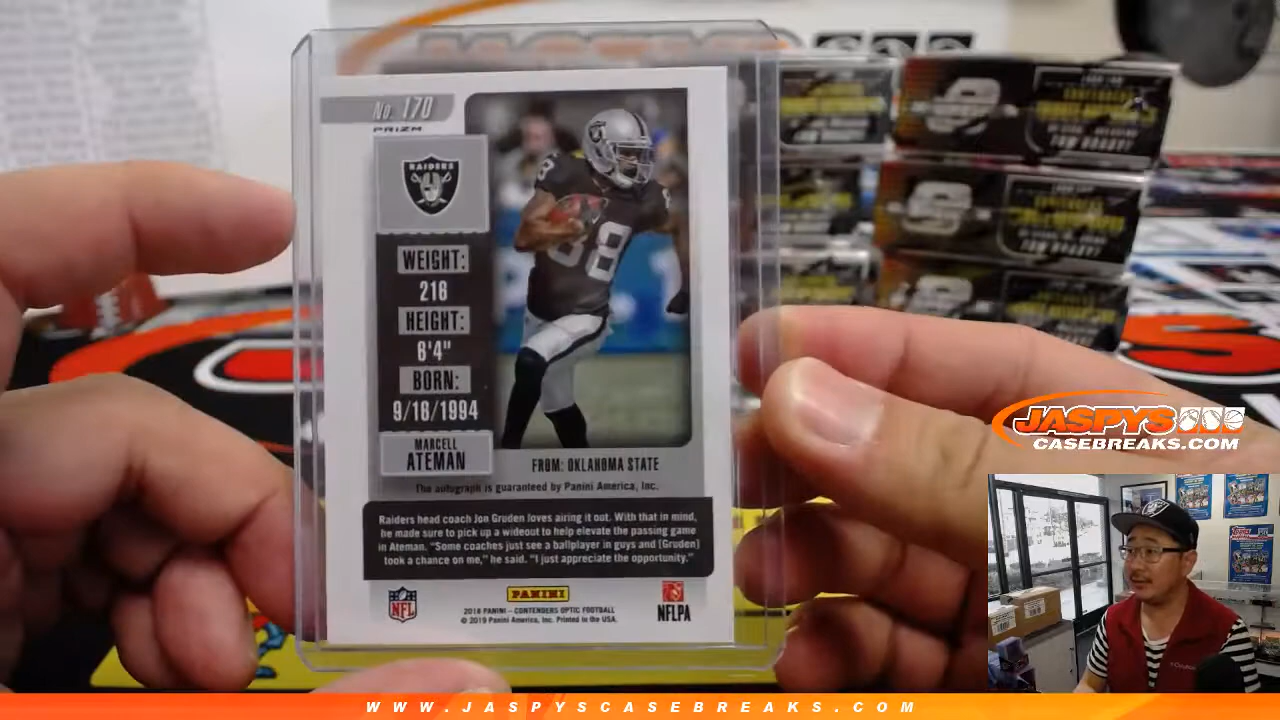 No. 170
PRIZM
RAIDERS
WEIGHT:
216
HEIGHT:
6'4"
BORN:
9/16/1994
MARCELL
ATEMAN
88
FROM: OKLAHOMA STATE
The autograph is guaranteed by Panini America, Inc.
Raiders head coach Jon Gruden loves airing it out. With that in mind,
he made sure to pick up a wideout to help elevate the passing game
in Ateman. "Some coaches just see a ballplayer in guys and (Gruden)
took a chance on me," he said. "I just appreciate the opportunity."
NFL
PANINI
2018 PANINI - CONTENDERS OPTIC FOOTBALL
© 2019 Panini America, Inc. Printed in the USA.
NFLPA
JASPYS
CASEBREAKS.COM
WWW.JASPYSCASEBREAKS.COM